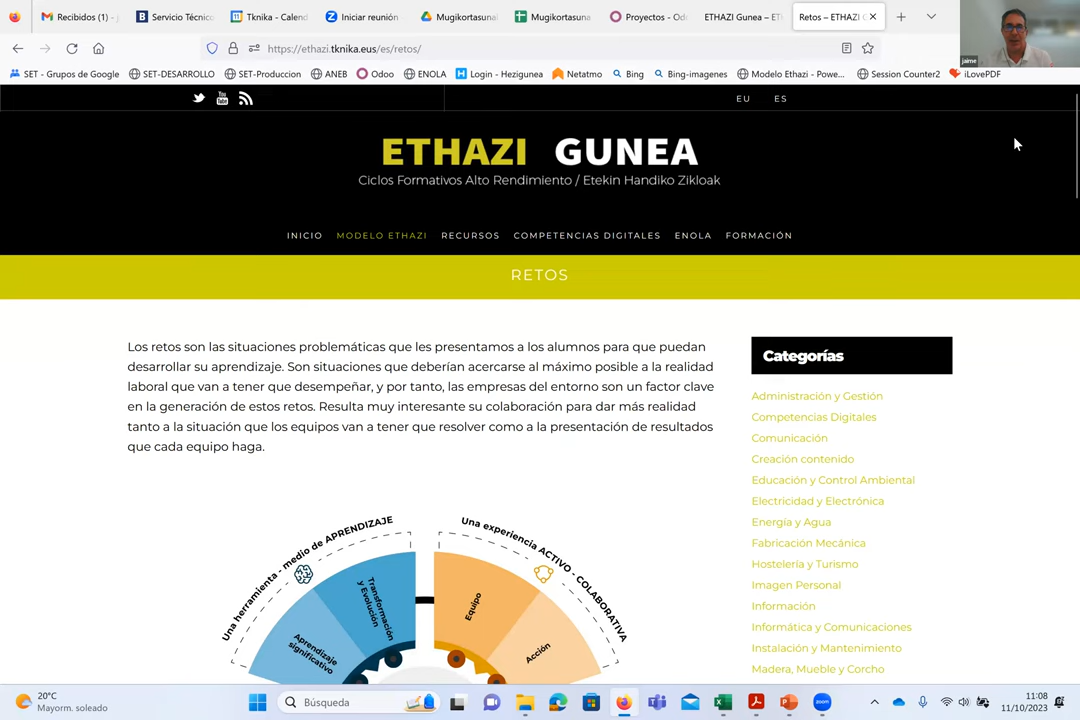 Recibidos (1) - j
Servicio Técnico
Tknika - Calend
Iniciar reunión
Mugikortasunal
Mugikortasuna
Proyectos - Od
ETHAZI Gunea – ET
Retos – ETHAZI G
https://ethazi.tknika.eus/es/retos/
SET - Grupos de Google
SET-DESARROLLO
SET-Produccion
ANEB
Odoo
ENOLA
Login - Hezigunea
Netatmo
Bing
Bing-imagenes
Modelo Ethazi - Powe...
Session Counter2
iLovePDF
jaime
You Tube
EU
ES
ETHAZI GUNEA
Ciclos Formativos Alto Rendimiento / Etekin Handiko Zikloak
INICIO
MODELO ETHAZI
RECURSOS
COMPETENCIAS DIGITALES
ENOLA
FORMACIÓN
RETOS
Los retos son las situaciones problemáticas que les presentamos a los alumnos para que puedan
desarrollar su aprendizaje. Son situaciones que deberían acercarse al máximo posible a la realidad
laboral que van a tener que desempeñar, y por tanto, las empresas del entorno son un factor clave
en la generación de estos retos. Resulta muy interesante su colaboración para dar más realidad
tanto a la situación que los equipos van a tener que resolver como a la presentación de resultados
que cada equipo haga.
Categorías
Administración y Gestión
Competencias Digitales
Comunicación
Creación contenido
Educación y Control Ambiental
Electricidad y Electrónica
Energía y Agua
Fabricación Mecánica
Hostelería y Turismo
Imagen Personal
Información
Informática y Comunicaciones
Instalación y Mantenimiento
Madera, Mueble y Corcho
Una herramienta - medio de APRENDIZAJE
Una experiencia ACTIVO - COLABORATIVA
Transformación
y Evolución
Aprendizaje
significativo
Equipo
Acción
20°C
Mayorm. soleado
Búsqueda
zoom
11:08
11/10/2023